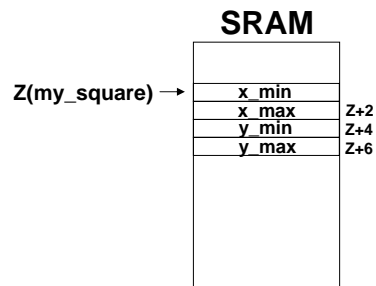 SRAM
Z(my_square)
x_min
x_max Z+2
y_min Z+4
y_max Z+6